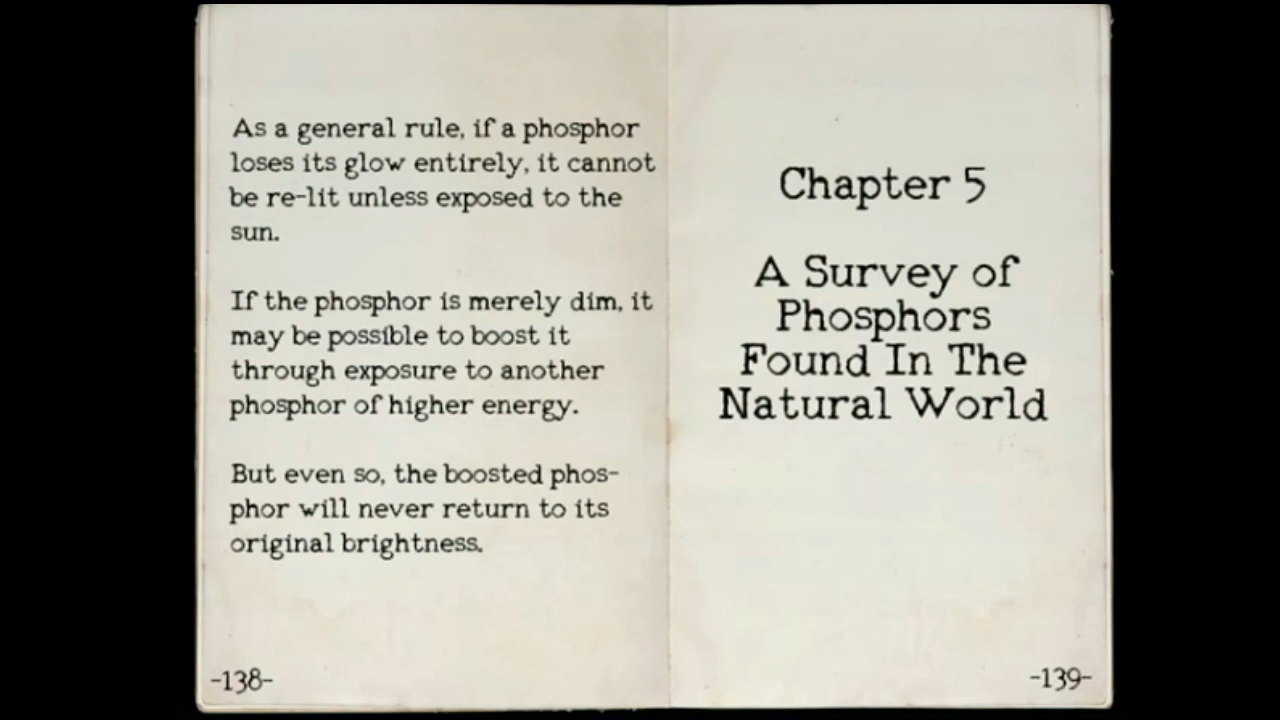 As a general rule, if a phosphor
loses its glow entirely, it cannot
be re-lit unless exposed to the
sun.
If the phosphor is merely dim, it
may be possible to boost it
through exposure to another
phosphor of higher energy.
But even so, the boosted phos-
phor will never return to its
original brightness.
-138-
Chapter 5
A Survey of
Phosphors
Found In The
Natural World
-139-